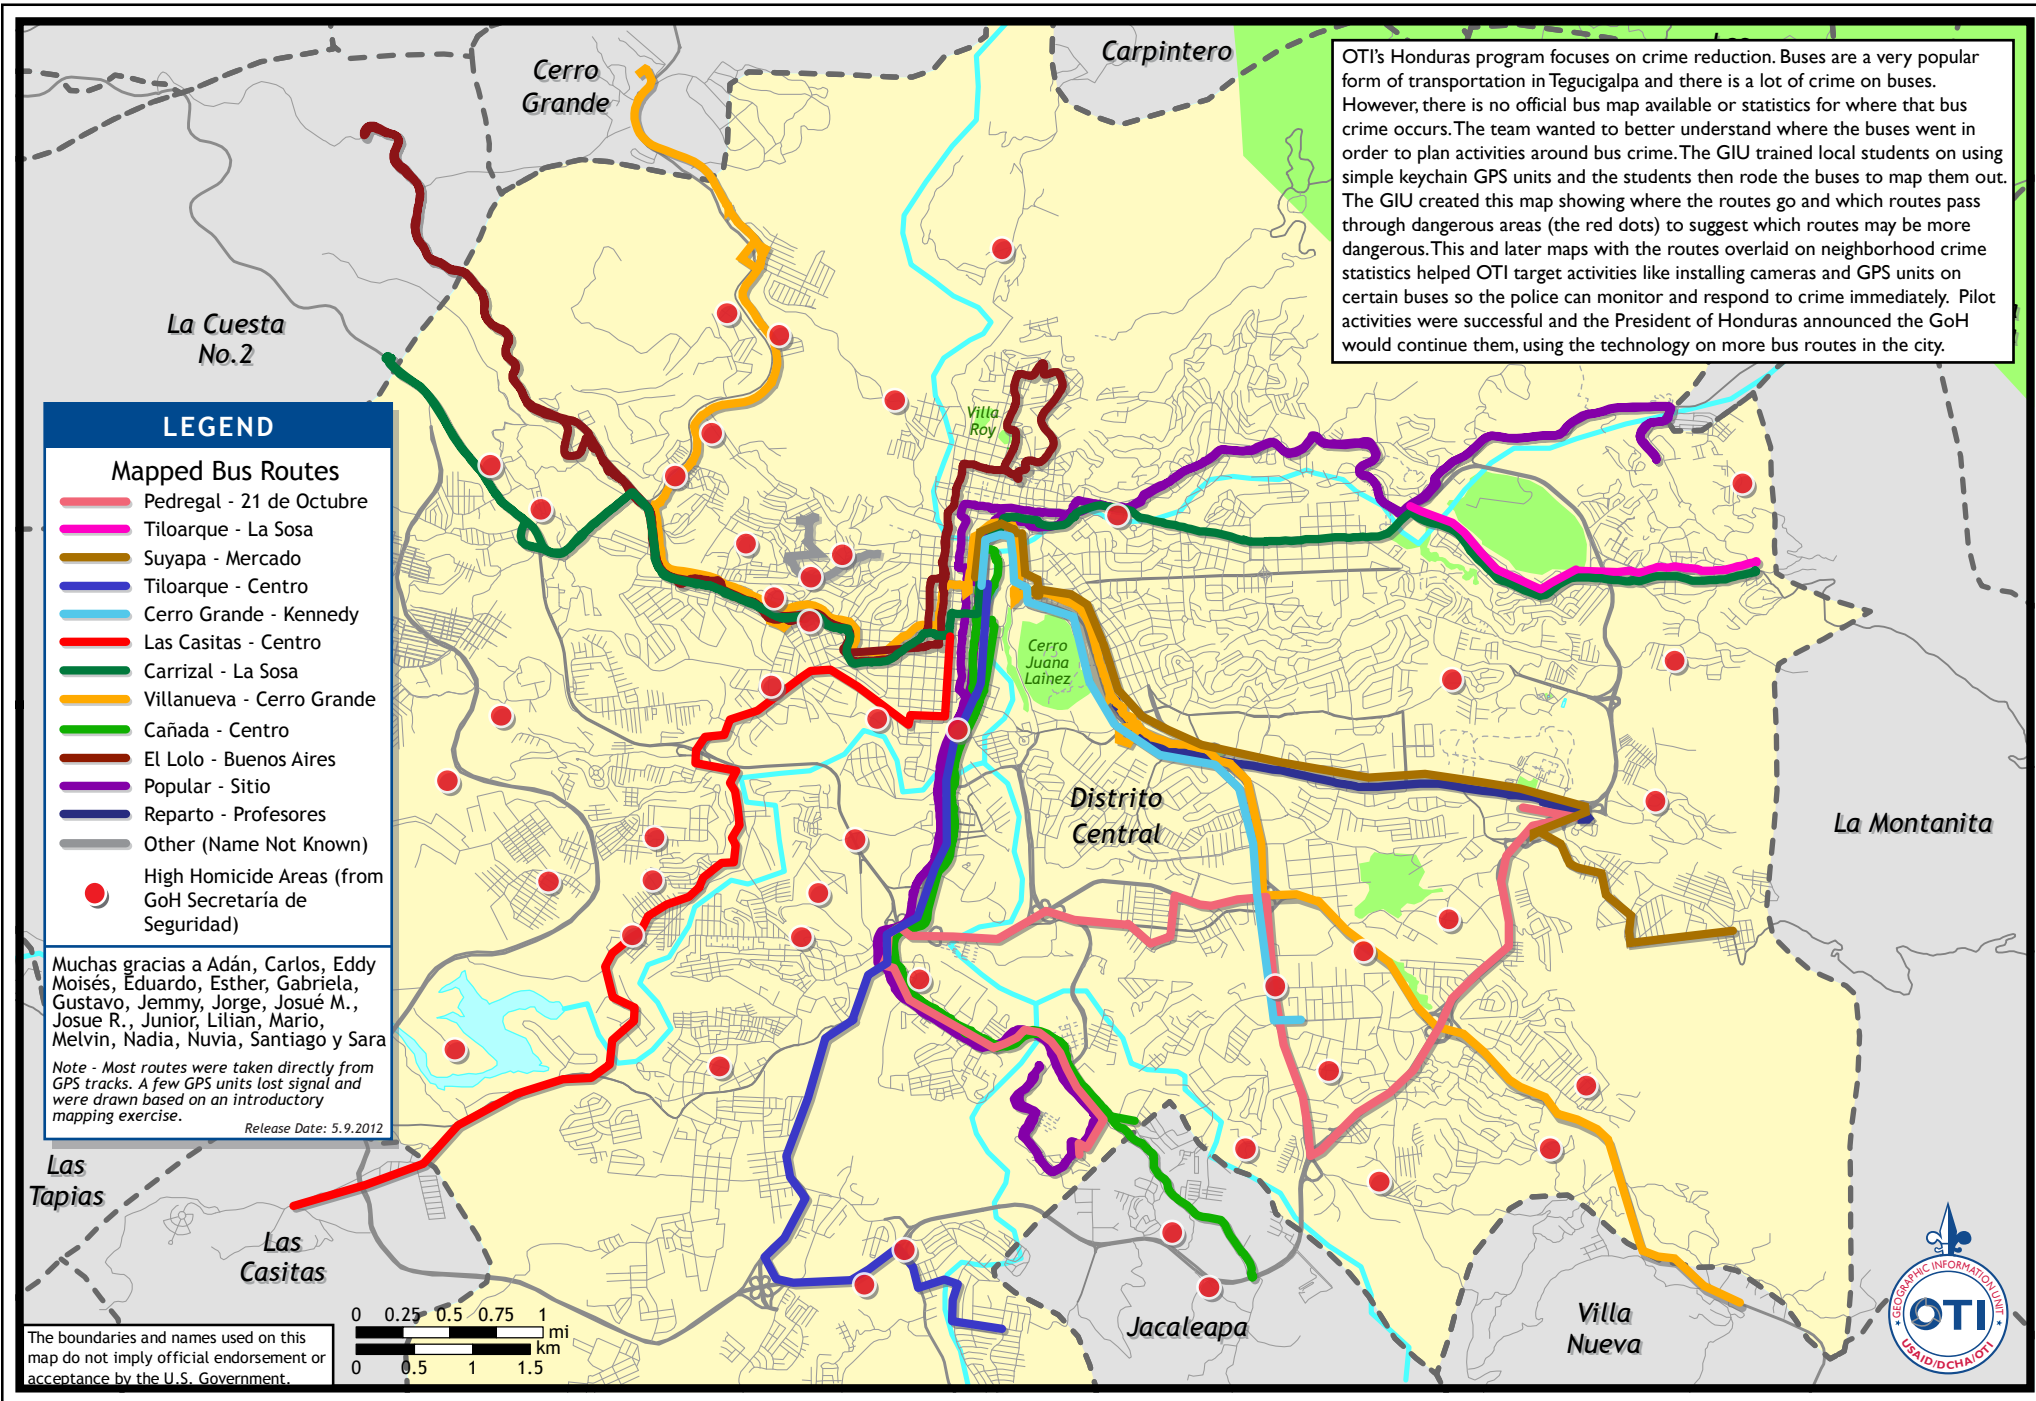 Cerro
Grande
Carpintero
OTI's Honduras program focuses on crime reduction. Buses are a very popular
form of transportation in Tegucigalpa and there is a lot of crime on buses.
However, there is no official bus map available or statistics for where that bus
crime occurs. The team wanted to better understand where the buses went in
order to plan activities around bus crime. The GIU trained local students on using
simple keychain GPS units and the students then rode the buses to map them out.
The GIU created this map showing where the routes go and which routes pass
through dangerous areas (the red dots) to suggest which routes may be more
dangerous. This and later maps with the routes overlaid on neighborhood crime
statistics helped OTI target activities like installing cameras and GPS units on
certain buses so the police can monitor and respond to crime immediately. Pilot
activities were successful and the President of Honduras announced the GoH
would continue them, using the technology on more bus routes in the city.
La Cuesta
No.2
Villa
Roy
Cerro
Juana
Lainez
Distrito
Central
La Montanita
LEGEND
Mapped Bus Routes
Pedregal - 21 de Octubre
Tiloarque - La Sosa
Suyapa - Mercado
Tiloarque - Centro
Cerro Grande - Kennedy
Las Casitas - Centro
Carrizal - La Sosa
Villanueva - Cerro Grande
Cañada - Centro
El Lolo - Buenos Aires
Popular - Sitio
Reparto - Profesores
Other (Name Not Known)
High Homicide Areas (from
GoH Secretaría de
Seguridad)
Muchas gracias a Adán, Carlos, Eddy
Moisés, Eduardo, Esther, Gabriela,
Gustavo, Jemmy, Jorge, Josué M.,
Josue R., Junior, Lilian, Mario,
Melvin, Nadia, Nuvia, Santiago y Sara
Note - Most routes were taken directly from
GPS tracks. A few GPS units lost signal and
were drawn based on an introductory
mapping exercise.
Release Date: 5.9.2012
Las
Tapias
Las
Casitas
Jacaleapa
Villa
Nueva
0 0.25 0.5 0.75 1
mi
km
0 0.5 1 1.5
The boundaries and names used on this
map do not imply official endorsement or
acceptance by the U.S. Government.
GEOGRAPHIC INFORMATION UNIT
OTI
USAID/DCHA/OTI